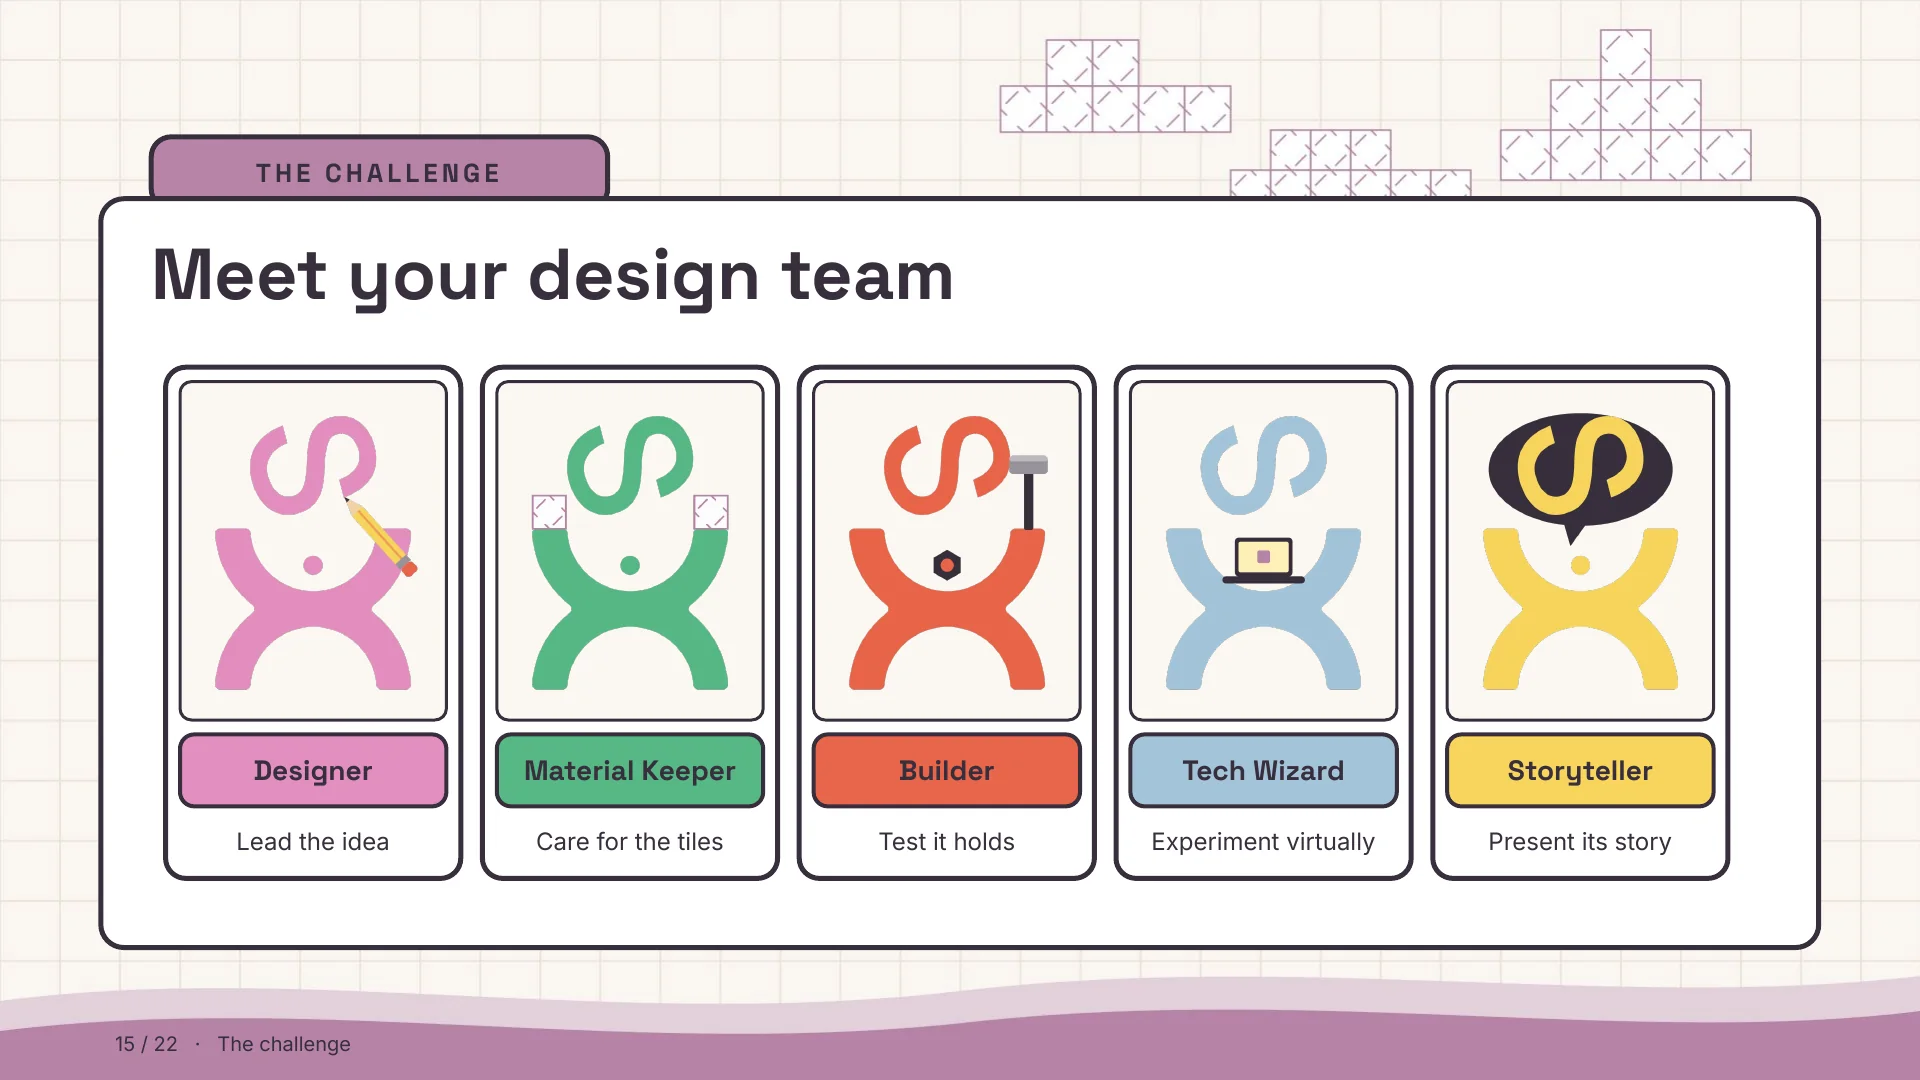 THE CHALLENGE
Meet your design team
Designer
Material Keeper
Builder
Tech Wizard
Storyteller
Lead the idea
Care for the tiles
Test it holds
Experiment virtually
Present its story
15 / 22 · The challenge